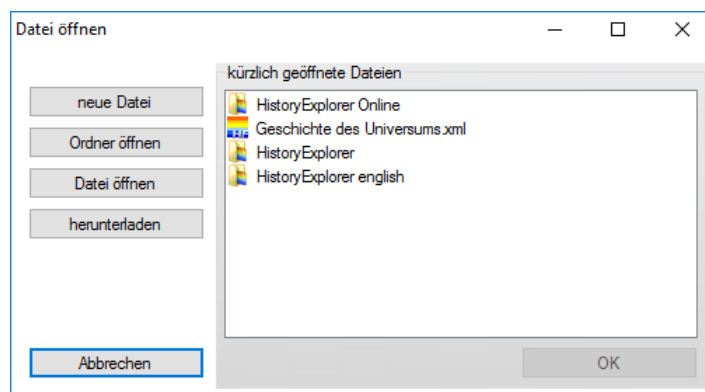 Datei öffnen
kürzlich geöffnete Dateien
neue Datei
Ordner öffnen
Datei öffnen
herunterladen
HistoryExplorer Online
Geschichte des Universums.xml
HistoryExplorer
HistoryExplorer english
Abbrechen
OK